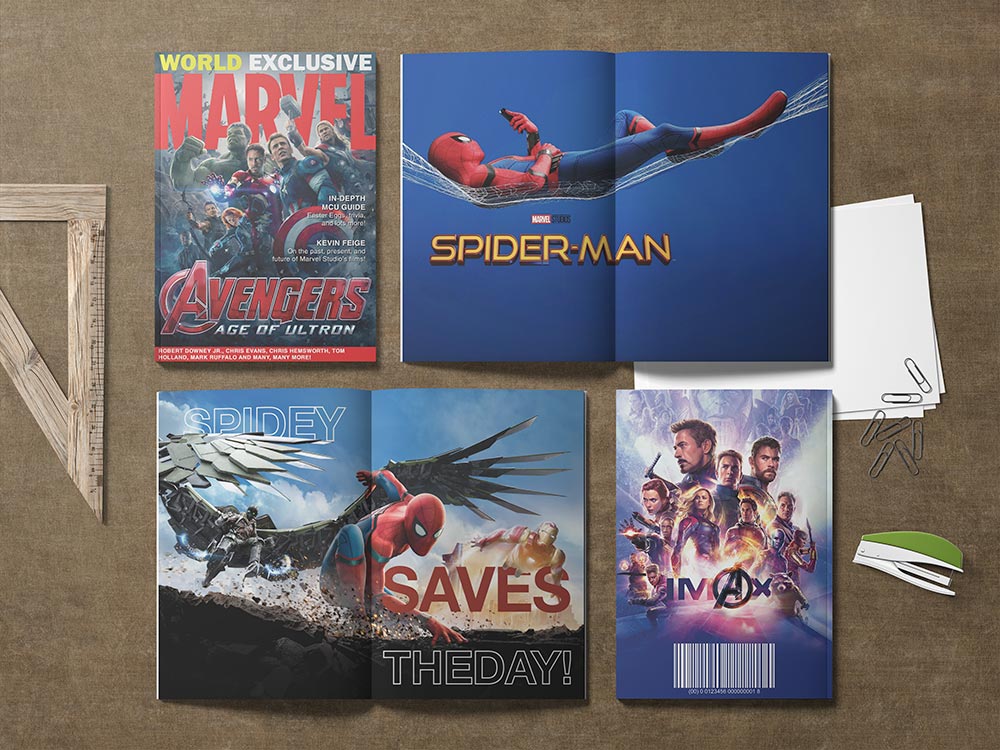 WORLD EXCLUSIVE
MARVEL
IN-DEPTH
MCU GUIDE
Easter Eggs, trivia,
and lots more!
KEVIN FEIGE
On the past, present, and
future of Marvel Studio's films!
AVENGERS
AGE OF ULTRON
ROBERT DOWNEY JR., CHRIS EVANS, CHRIS HEMSWORTH, TOM
HOLLAND, MARK RUFFALO AND MANY, MANY MORE!
MARVEL STUDIOS
SPIDER-MAN
SPIDEY
SAVES
THEDAY!
IMAX
(00) 0 0123456 000000001 8